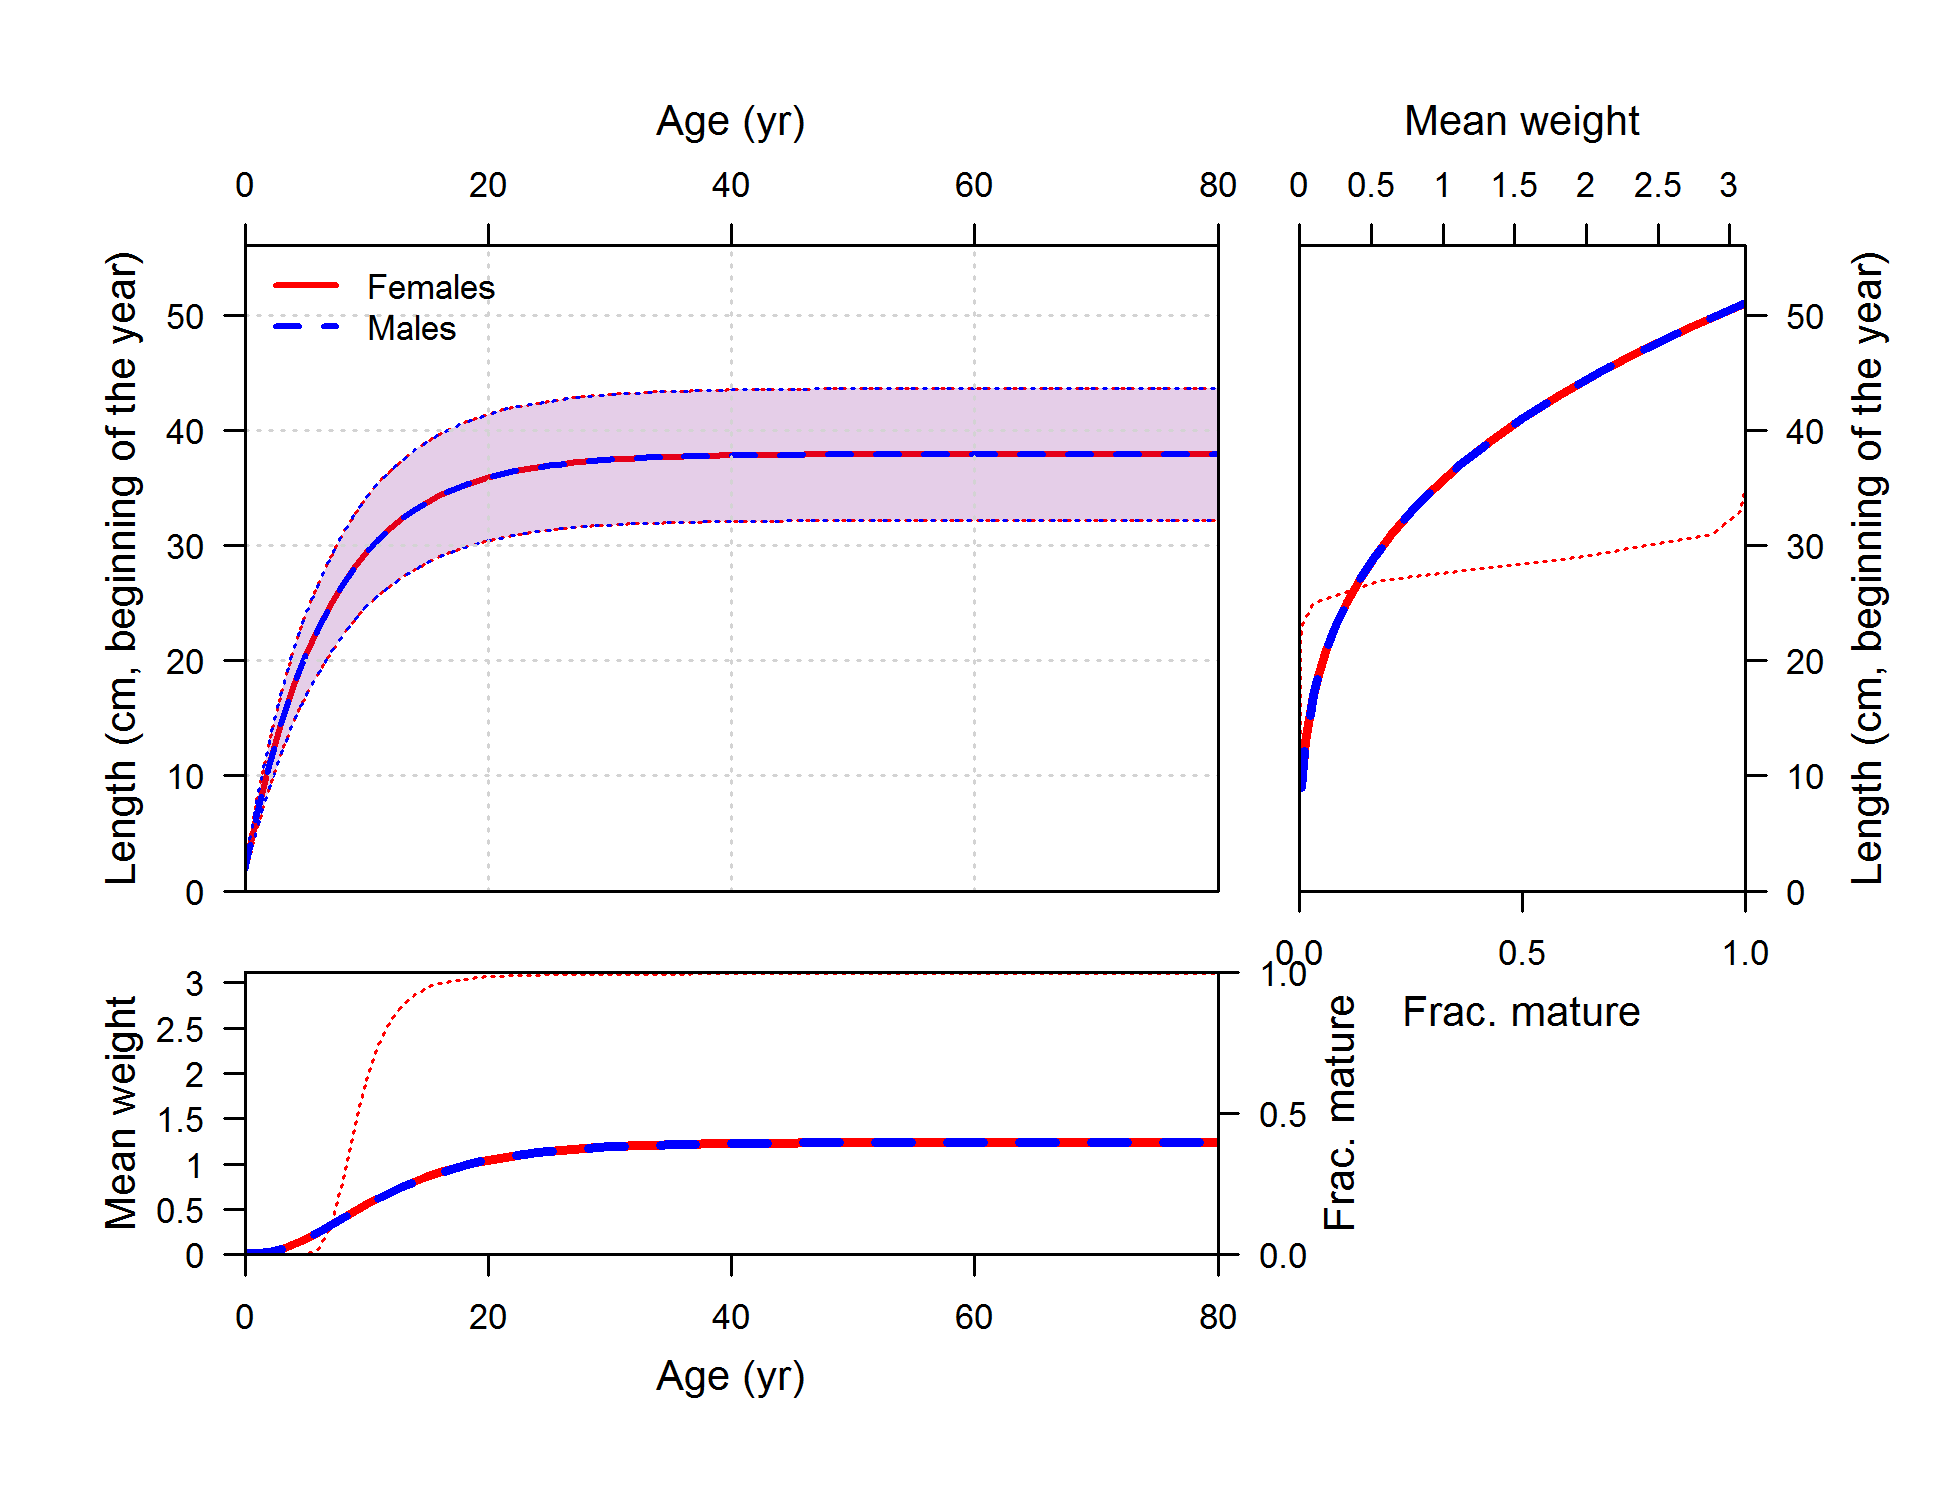 Age (yr)
Mean weight
0 20 40 60 80
0 0.5 1 1.5 2 2.5 3
Length (cm, beginning of the year)
50
40
30
20
10
0
Females
Males
50
40
30
20
10
0
Length (cm, beginning of the year)
0.0 0.5 1.0
Frac. mature
Mean weight
3
2.5
2
1.5
1
0.5
0
1.0
0.5
0.0
Frac. mature
0 20 40 60 80
Age (yr)